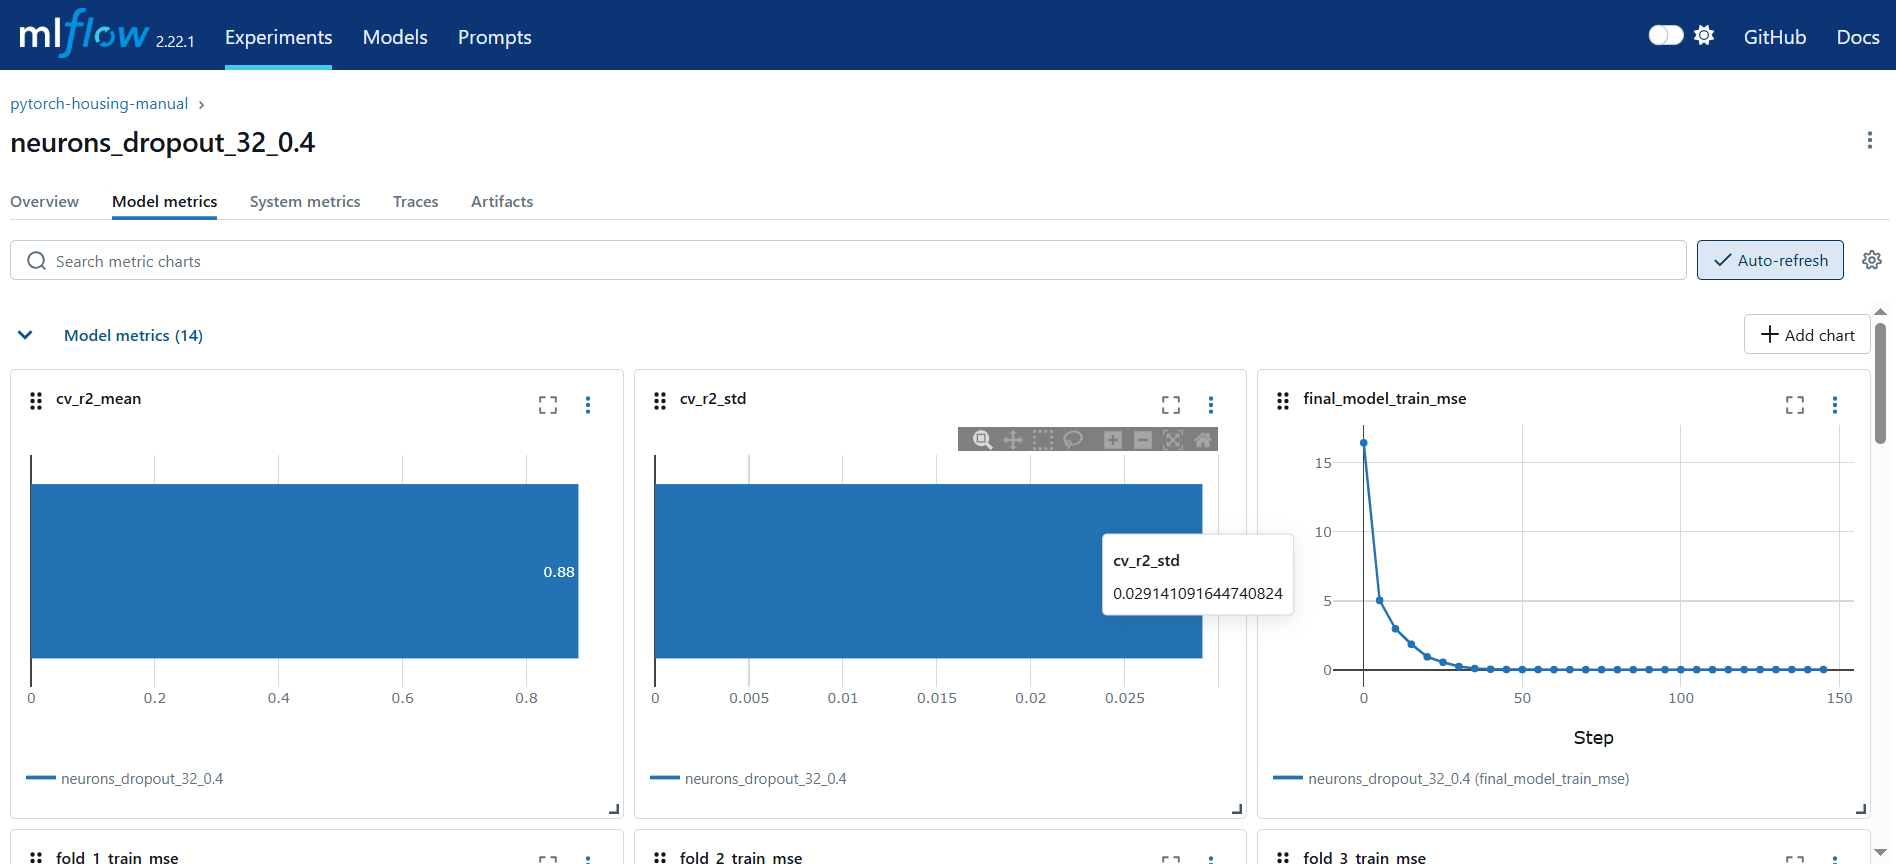 mlflow 2.22.1 Experiments Models Prompts GitHub Docs
pytorch-housing-manual
neurons_dropout_32_0.4
Overview Model metrics System metrics Traces Artifacts
Search metric charts Auto-refresh
Model metrics (14) Add chart
cv_r2_mean
0.88
0 0.2 0.4 0.6 0.8
neurons_dropout_32_0.4
cv_r2_std
cv_r2_std
0.029141091644740824
0 0.005 0.01 0.015 0.02 0.025
neurons_dropout_32_0.4
final_model_train_mse
15
10
5
0
0 50 100 150
Step
neurons_dropout_32_0.4 (final_model_train_mse)
fold_1_train_mse
fold_2_train_mse
fold_3_train_mse